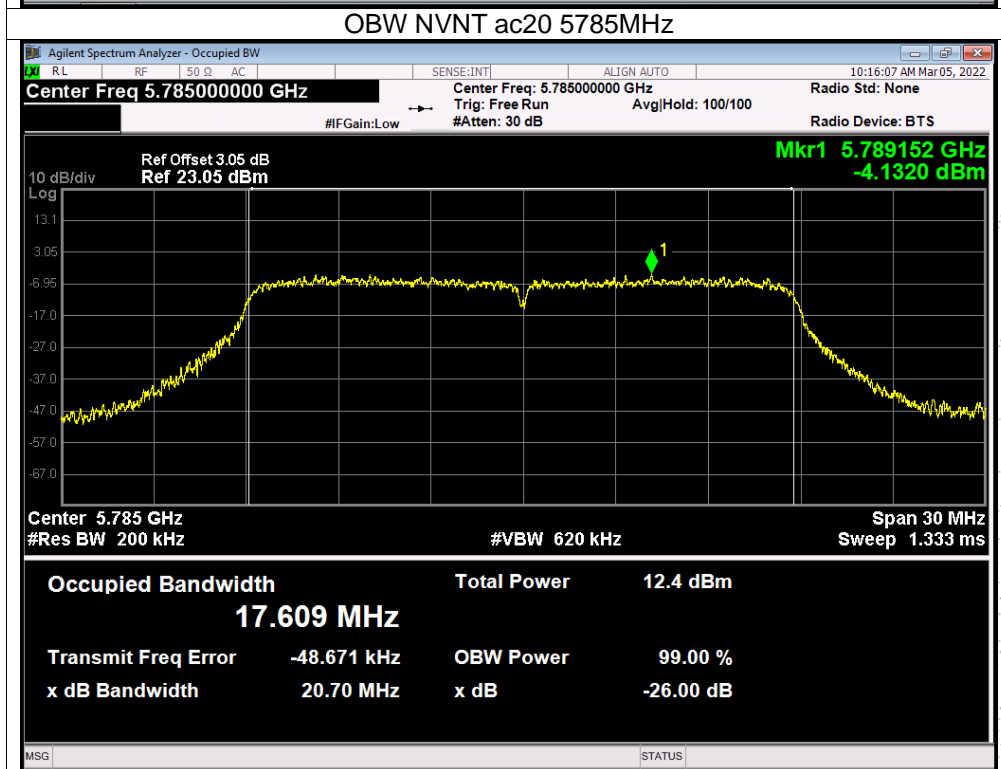 OBW NVNT ac20 5785MHz
Agilent Spectrum Analyzer - Occupied BW
LXI RL RF 50 Ω AC SENSE:INT ALIGN AUTO 10:16:07 AM Mar 05, 2022
Center Freq 5.785000000 GHz Center Freq: 5.785000000 GHz Radio Std: None
Trig: Free Run Avg|Hold: 100/100
#IFGain:Low #Atten: 30 dB Radio Device: BTS
Mkr1 5.789152 GHz
Ref Offset 3.05 dB
-4.1320 dBm
10 dB/div Ref 23.05 dBm
Log
13.1
3.05
1
-6.95
-17.0
-27.0
-37.0
-47.0
-57.0
-67.0
Center 5.785 GHz Span 30 MHz
#Res BW 200 kHz #VBW 620 kHz Sweep 1.333 ms
Occupied Bandwidth Total Power 12.4 dBm
17.609 MHz
Transmit Freq Error -48.671 kHz OBW Power 99.00 %
x dB Bandwidth 20.70 MHz x dB -26.00 dB
MSG STATUS